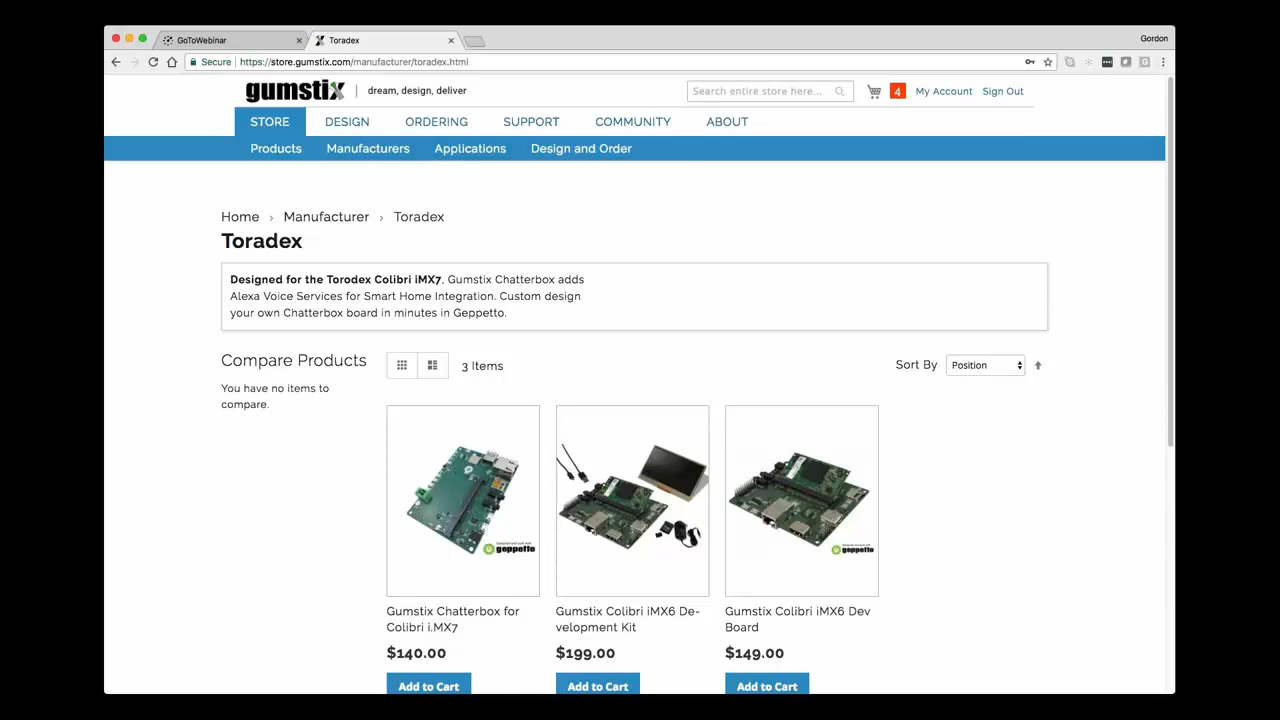 GoToWebinar
Toradex
Gordon
Secure
https://store.gumstix.com/manufacturer/toradex.html
gumstix
dream, design, deliver
Search entire store here...
4
My Account
Sign Out
STORE
DESIGN
ORDERING
SUPPORT
COMMUNITY
ABOUT
Products
Manufacturers
Applications
Design and Order
Home › Manufacturer › Toradex
Toradex
Designed for the Torodex Colibri iMX7, Gumstix Chatterbox adds
Alexa Voice Services for Smart Home Integration. Custom design
your own Chatterbox board in minutes in Geppetto.
Compare Products
You have no items to
compare.
3 Items
Sort By
Position
geppetto
geppetto
Gumstix Chatterbox for
Colibri i.MX7
$140.00
Add to Cart
Gumstix Colibri iMX6 De-
velopment Kit
$199.00
Add to Cart
Gumstix Colibri iMX6 Dev
Board
$149.00
Add to Cart